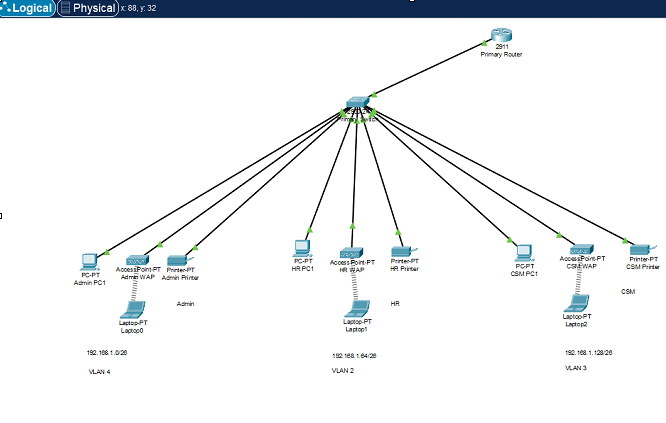 Logical Physical x: 88, y: 32
2911
Primary Router
Primary Switch
PC-PT
Admin PC1
AccessPoint-PT
Admin WAP
Printer-PT
Admin Printer
PC-PT
HR PC1
AccessPoint-PT
HR WAP
Printer-PT
HR Printer
PC-PT
CSM PC1
AccessPoint-PT
CSM WAP
Printer-PT
CSM Printer
Laptop-PT
Laptop0
Admin
Laptop-PT
Laptop1
HR
Laptop-PT
Laptop2
CSM
192.168.1.0/26
192.168.1.64/26
192.168.1.128/26
VLAN 4
VLAN 2
VLAN 3